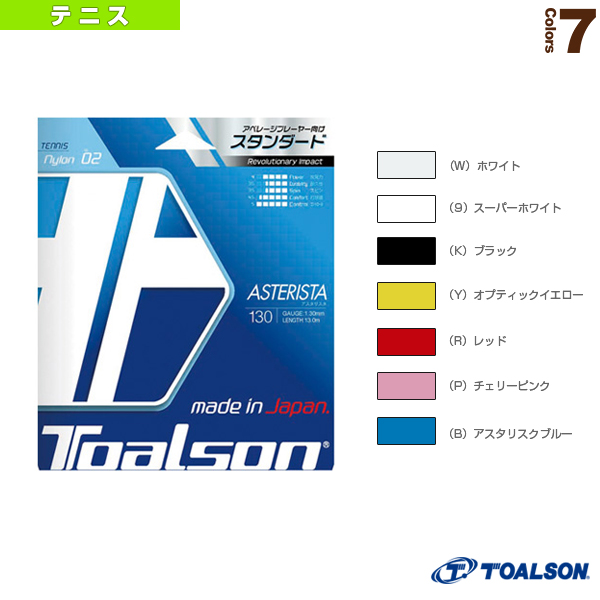 テニス
Colors 7
アベレージプレーヤー向け
スタンダード
Revolutionary Impact
TENNIS
Nylon 02
Power
Comfort
Control
ASTERISTA
アスタリスタ
130
GAUGE 1.30mm
LENGTH 13.0m
made in Japan.
Toalson®
（W）ホワイト
（9）スーパーホワイト
（K）ブラック
（Y）オプティックイエロー
（R）レッド
（P）チェリーピンク
（B）アスタリスクブルー
TOALSON®